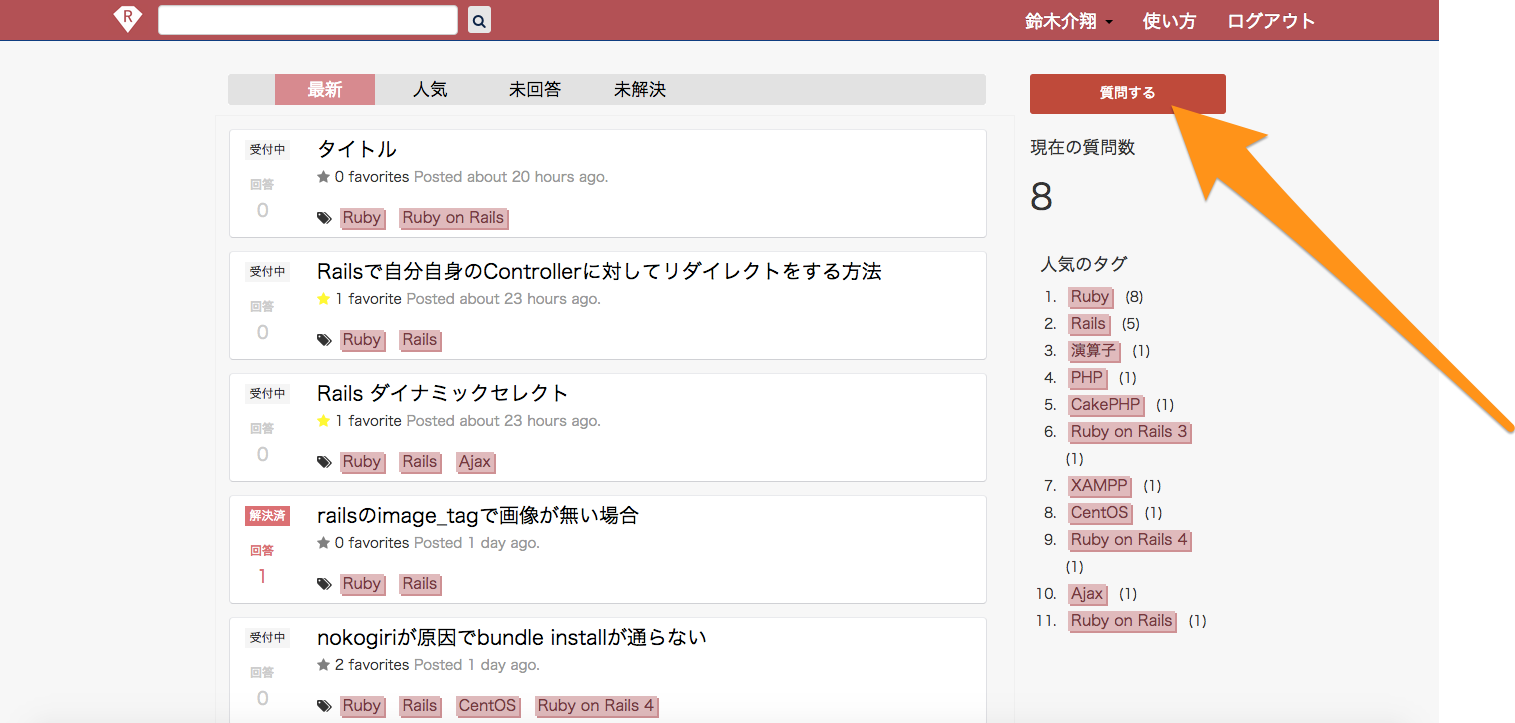 R
鈴木介翔 使い方 ログアウト
最新 人気 未回答 未解決
質問する
受付中
タイトル
0 favorites Posted about 20 hours ago.
回答
0
Ruby Ruby on Rails
受付中
Railsで自分自身のControllerに対してリダイレクトをする方法
1 favorite Posted about 23 hours ago.
回答
0
Ruby Rails
受付中
Rails ダイナミックセレクト
1 favorite Posted about 23 hours ago.
回答
0
Ruby Rails Ajax
解決済
railsのimage_tagで画像が無い場合
0 favorites Posted 1 day ago.
回答
1
Ruby Rails
受付中
nokogiriが原因でbundle installが通らない
2 favorites Posted 1 day ago.
回答
0
Ruby Rails CentOS Ruby on Rails 4
現在の質問数
8
人気のタグ
1. Ruby (8)
2. Rails (5)
3. 演算子 (1)
4. PHP (1)
5. CakePHP (1)
6. Ruby on Rails 3
(1)
7. XAMPP (1)
8. CentOS (1)
9. Ruby on Rails 4
(1)
10. Ajax (1)
11. Ruby on Rails (1)